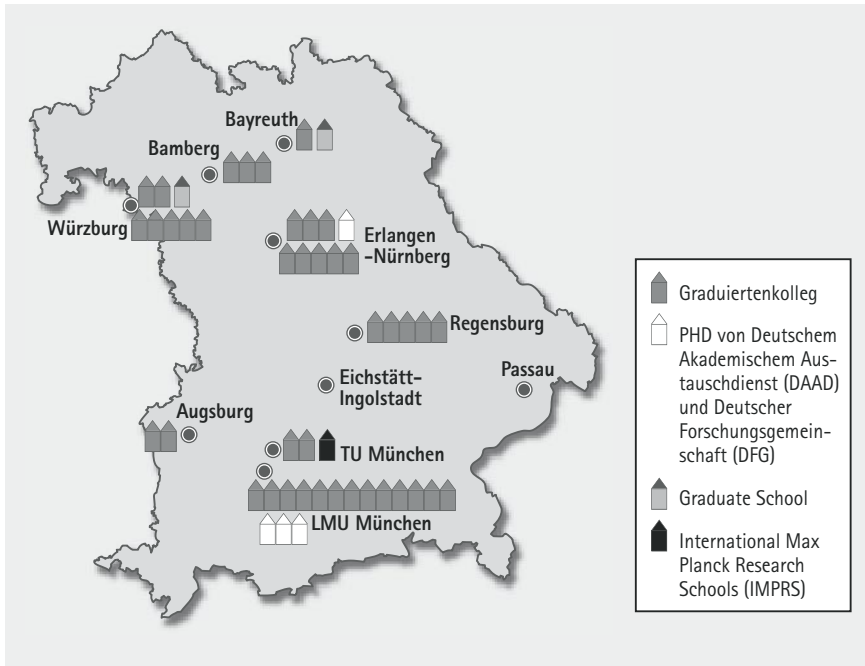 Bayreuth
Bamberg
Würzburg
Erlangen
-Nürnberg
Regensburg
Eichstätt-
Ingolstadt
Passau
Augsburg
TU München
LMU München
Graduiertenkolleg
PHD von Deutschem
Akademischem Aus-
tauschdienst (DAAD)
und Deutscher
Forschungsgemein-
schaft (DFG)
Graduate School
International Max
Planck Research
Schools (IMPRS)